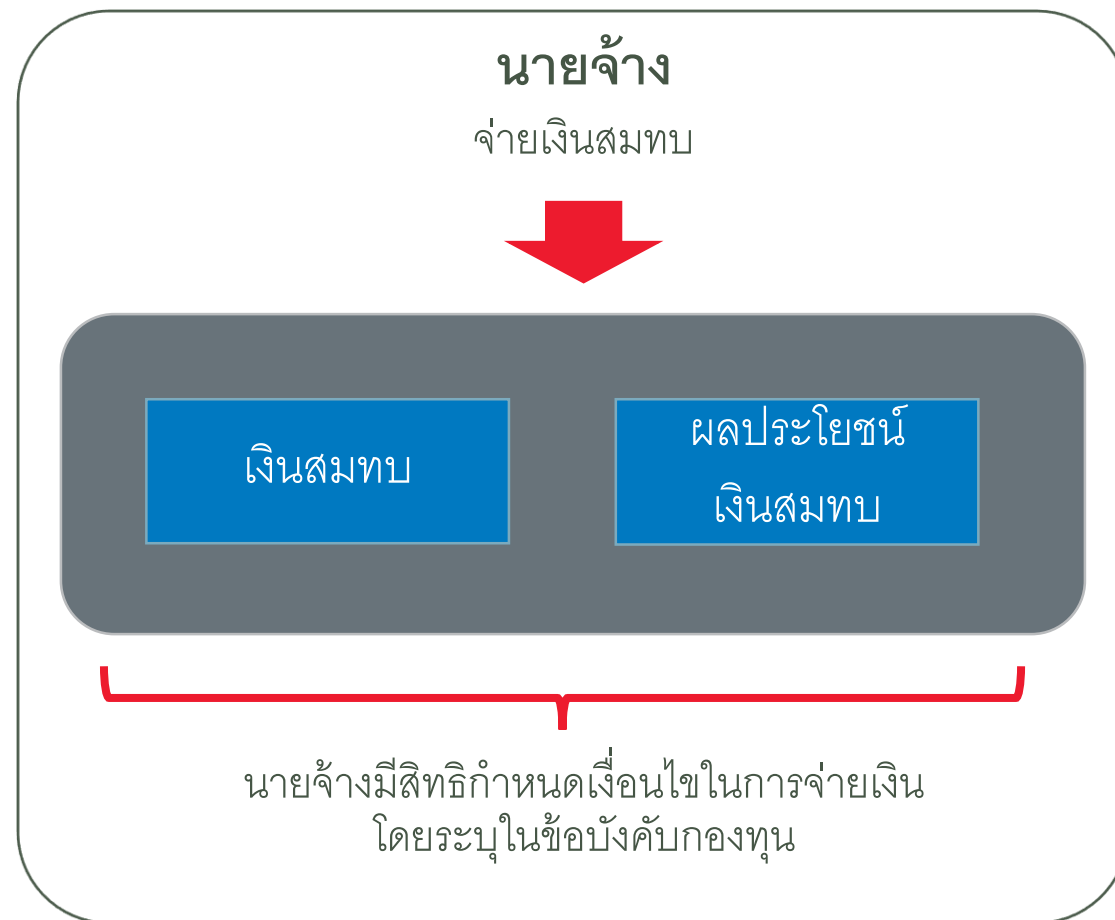 นายจ้าง
จ่ายเงินสมทบ
เงินสมทบ
ผลประโยชน์
เงินสมทบ
นายจ้างมีสิทธิกำหนดเงื่อนไขในการจ่ายเงิน
โดยระบุในข้อบังคับกองทุน